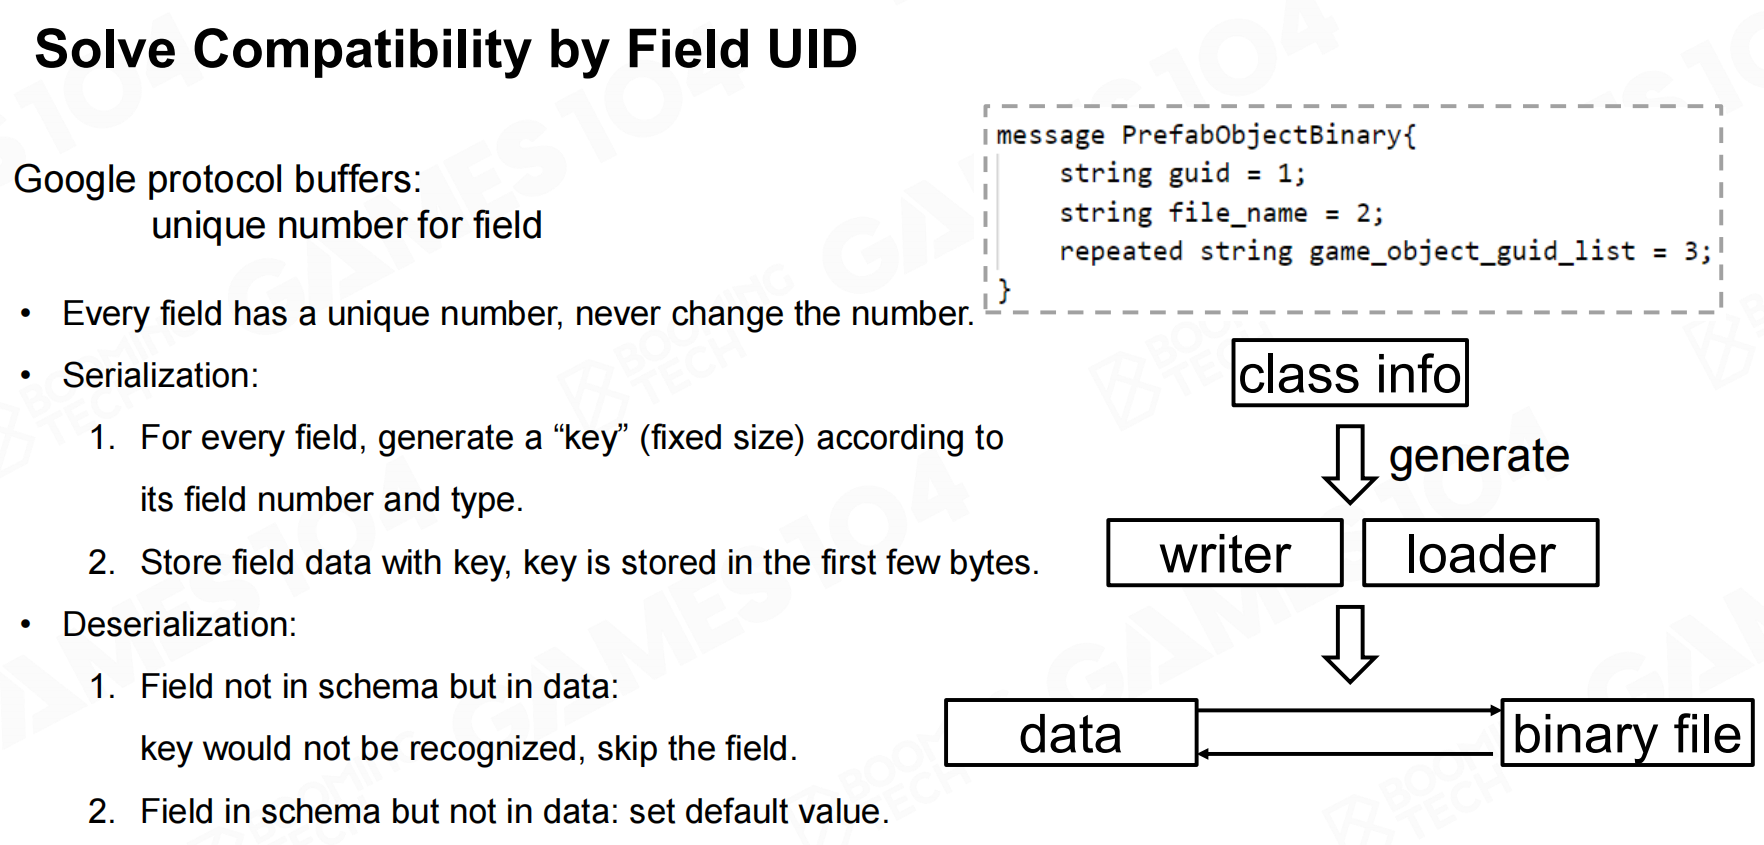 Solve Compatibility by Field UID
Google protocol buffers:
unique number for field
• Every field has a unique number, never change the number.
• Serialization:
1. For every field, generate a “key” (fixed size) according to
its field number and type.
2. Store field data with key, key is stored in the first few bytes.
• Deserialization:
1. Field not in schema but in data:
key would not be recognized, skip the field.
2. Field in schema but not in data: set default value.
message PrefabObjectBinary{
string guid = 1;
string file_name = 2;
repeated string game_object_guid_list = 3;
}
class info
generate
writer
loader
data
binary file
GAMES104
BOOMING
TECH